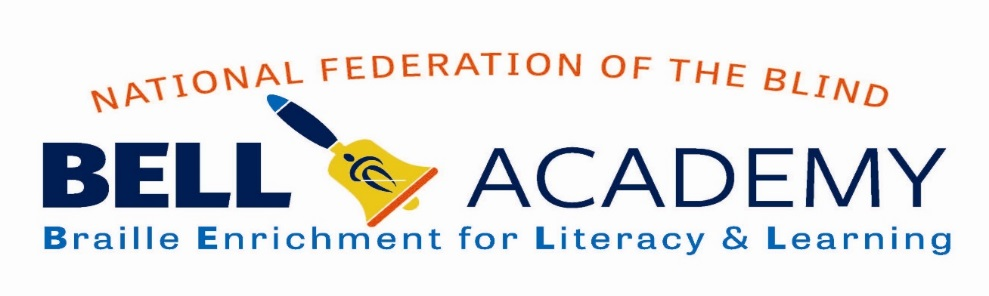 NATIONAL FEDERATION OF THE BLIND
BELL ACADEMY
Braille Enrichment for Literacy & Learning